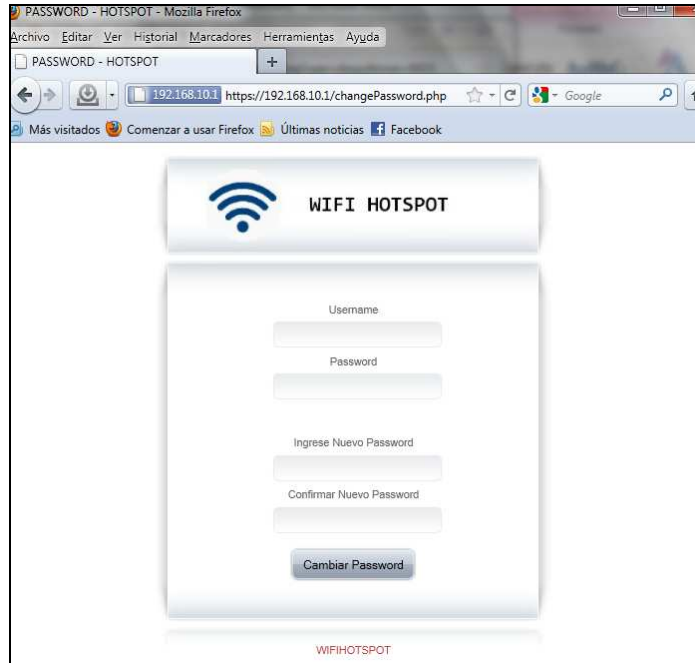 PASSWORD - HOTSPOT - Mozilla Firefox
Archivo Editar Ver Historial Marcadores Herramientas Ayuda
PASSWORD - HOTSPOT +
192.168.10.1 https://192.168.10.1/changePassword.php Google
Más visitados Comenzar a usar Firefox Últimas noticias Facebook
WIFI HOTSPOT
Username
Password
Ingrese Nuevo Password
Confirmar Nuevo Password
Cambiar Password
WIFIHOTSPOT